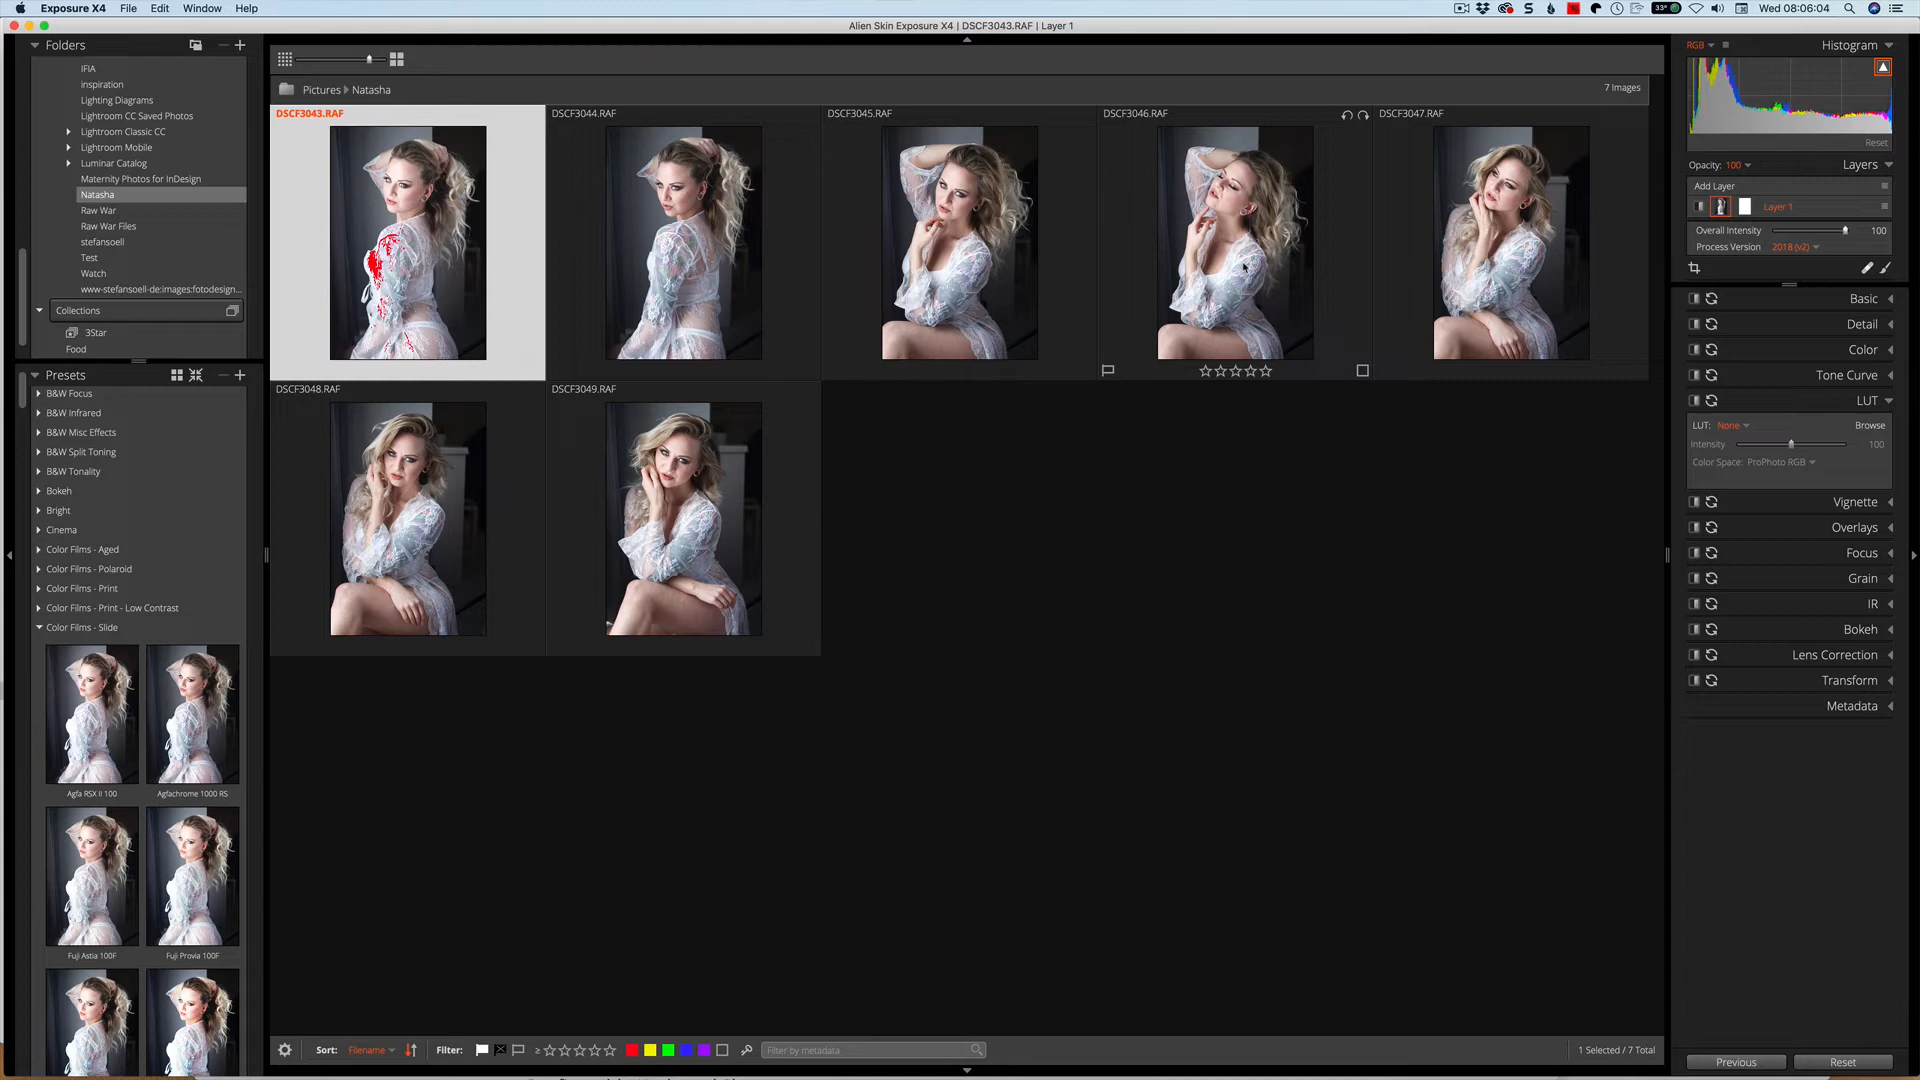 Exposure X4 File Edit Window Help
33° Wed 08:06:04
Alien Skin Exposure X4 | DSCF3043.RAF | Layer 1
Folders
IFIA
inspiration
Lighting Diagrams
Lightroom CC Saved Photos
Lightroom Classic CC
Lightroom Mobile
Luminar Catalog
Maternity Photos for InDesign
Natasha
Raw War
Raw War Files
stefansoell
Test
Watch
www-stefansoell-de:images:fotodesign...
Collections
3Star
Food
Presets
B&W Focus
B&W Infrared
B&W Misc Effects
B&W Split Toning
B&W Tonality
Bokeh
Bright
Cinema
Color Films - Aged
Color Films - Polaroid
Color Films - Print
Color Films - Print - Low Contrast
Color Films - Slide
Agfa RSX II 100 Agfachrome 1000 RS
Fuji Astia 100F Fuji Provia 100F
Pictures Natasha 7 Images
DSCF3043.RAF DSCF3044.RAF DSCF3045.RAF DSCF3046.RAF DSCF3047.RAF
DSCF3048.RAF DSCF3049.RAF
Sort: Filename Filter: ≥ Filter by metadata 1 Selected / 7 Total
RGB Histogram
Reset
Opacity: 100 Layers
Add Layer
Layer 1
Overall Intensity 100
Process Version 2018 (v2)
Basic
Detail
Color
Tone Curve
LUT
LUT: None Browse
Intensity 100
Color Space: ProPhoto RGB
Vignette
Overlays
Focus
Grain
IR
Bokeh
Lens Correction
Transform
Metadata
Previous Reset